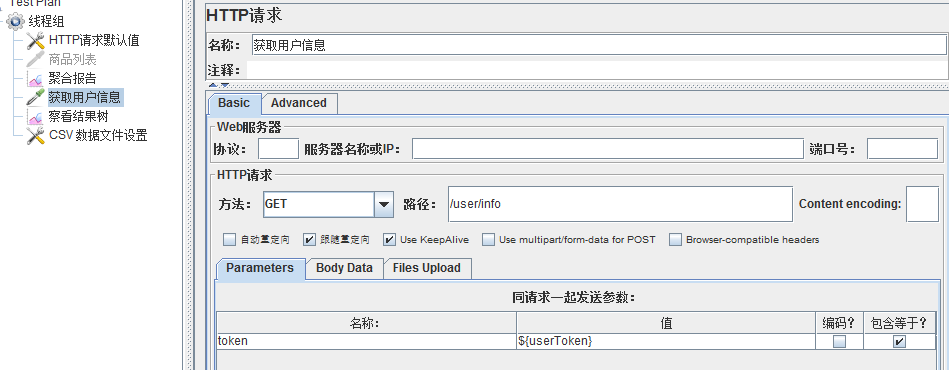 Test Plan
线程组
HTTP请求默认值
商品列表
聚合报告
获取用户信息
察看结果树
CSV 数据文件设置
HTTP请求
名称： 获取用户信息
注释：
Basic Advanced
Web服务器
协议： 服务器名称或IP： 端口号：
HTTP请求
方法： GET 路径： /user/info Content encoding:
自动重定向 跟随重定向 Use KeepAlive Use multipart/form-data for POST Browser-compatible headers
Parameters Body Data Files Upload
同请求一起发送参数：
名称： 值 编码？ 包含等于？
token ${userToken}